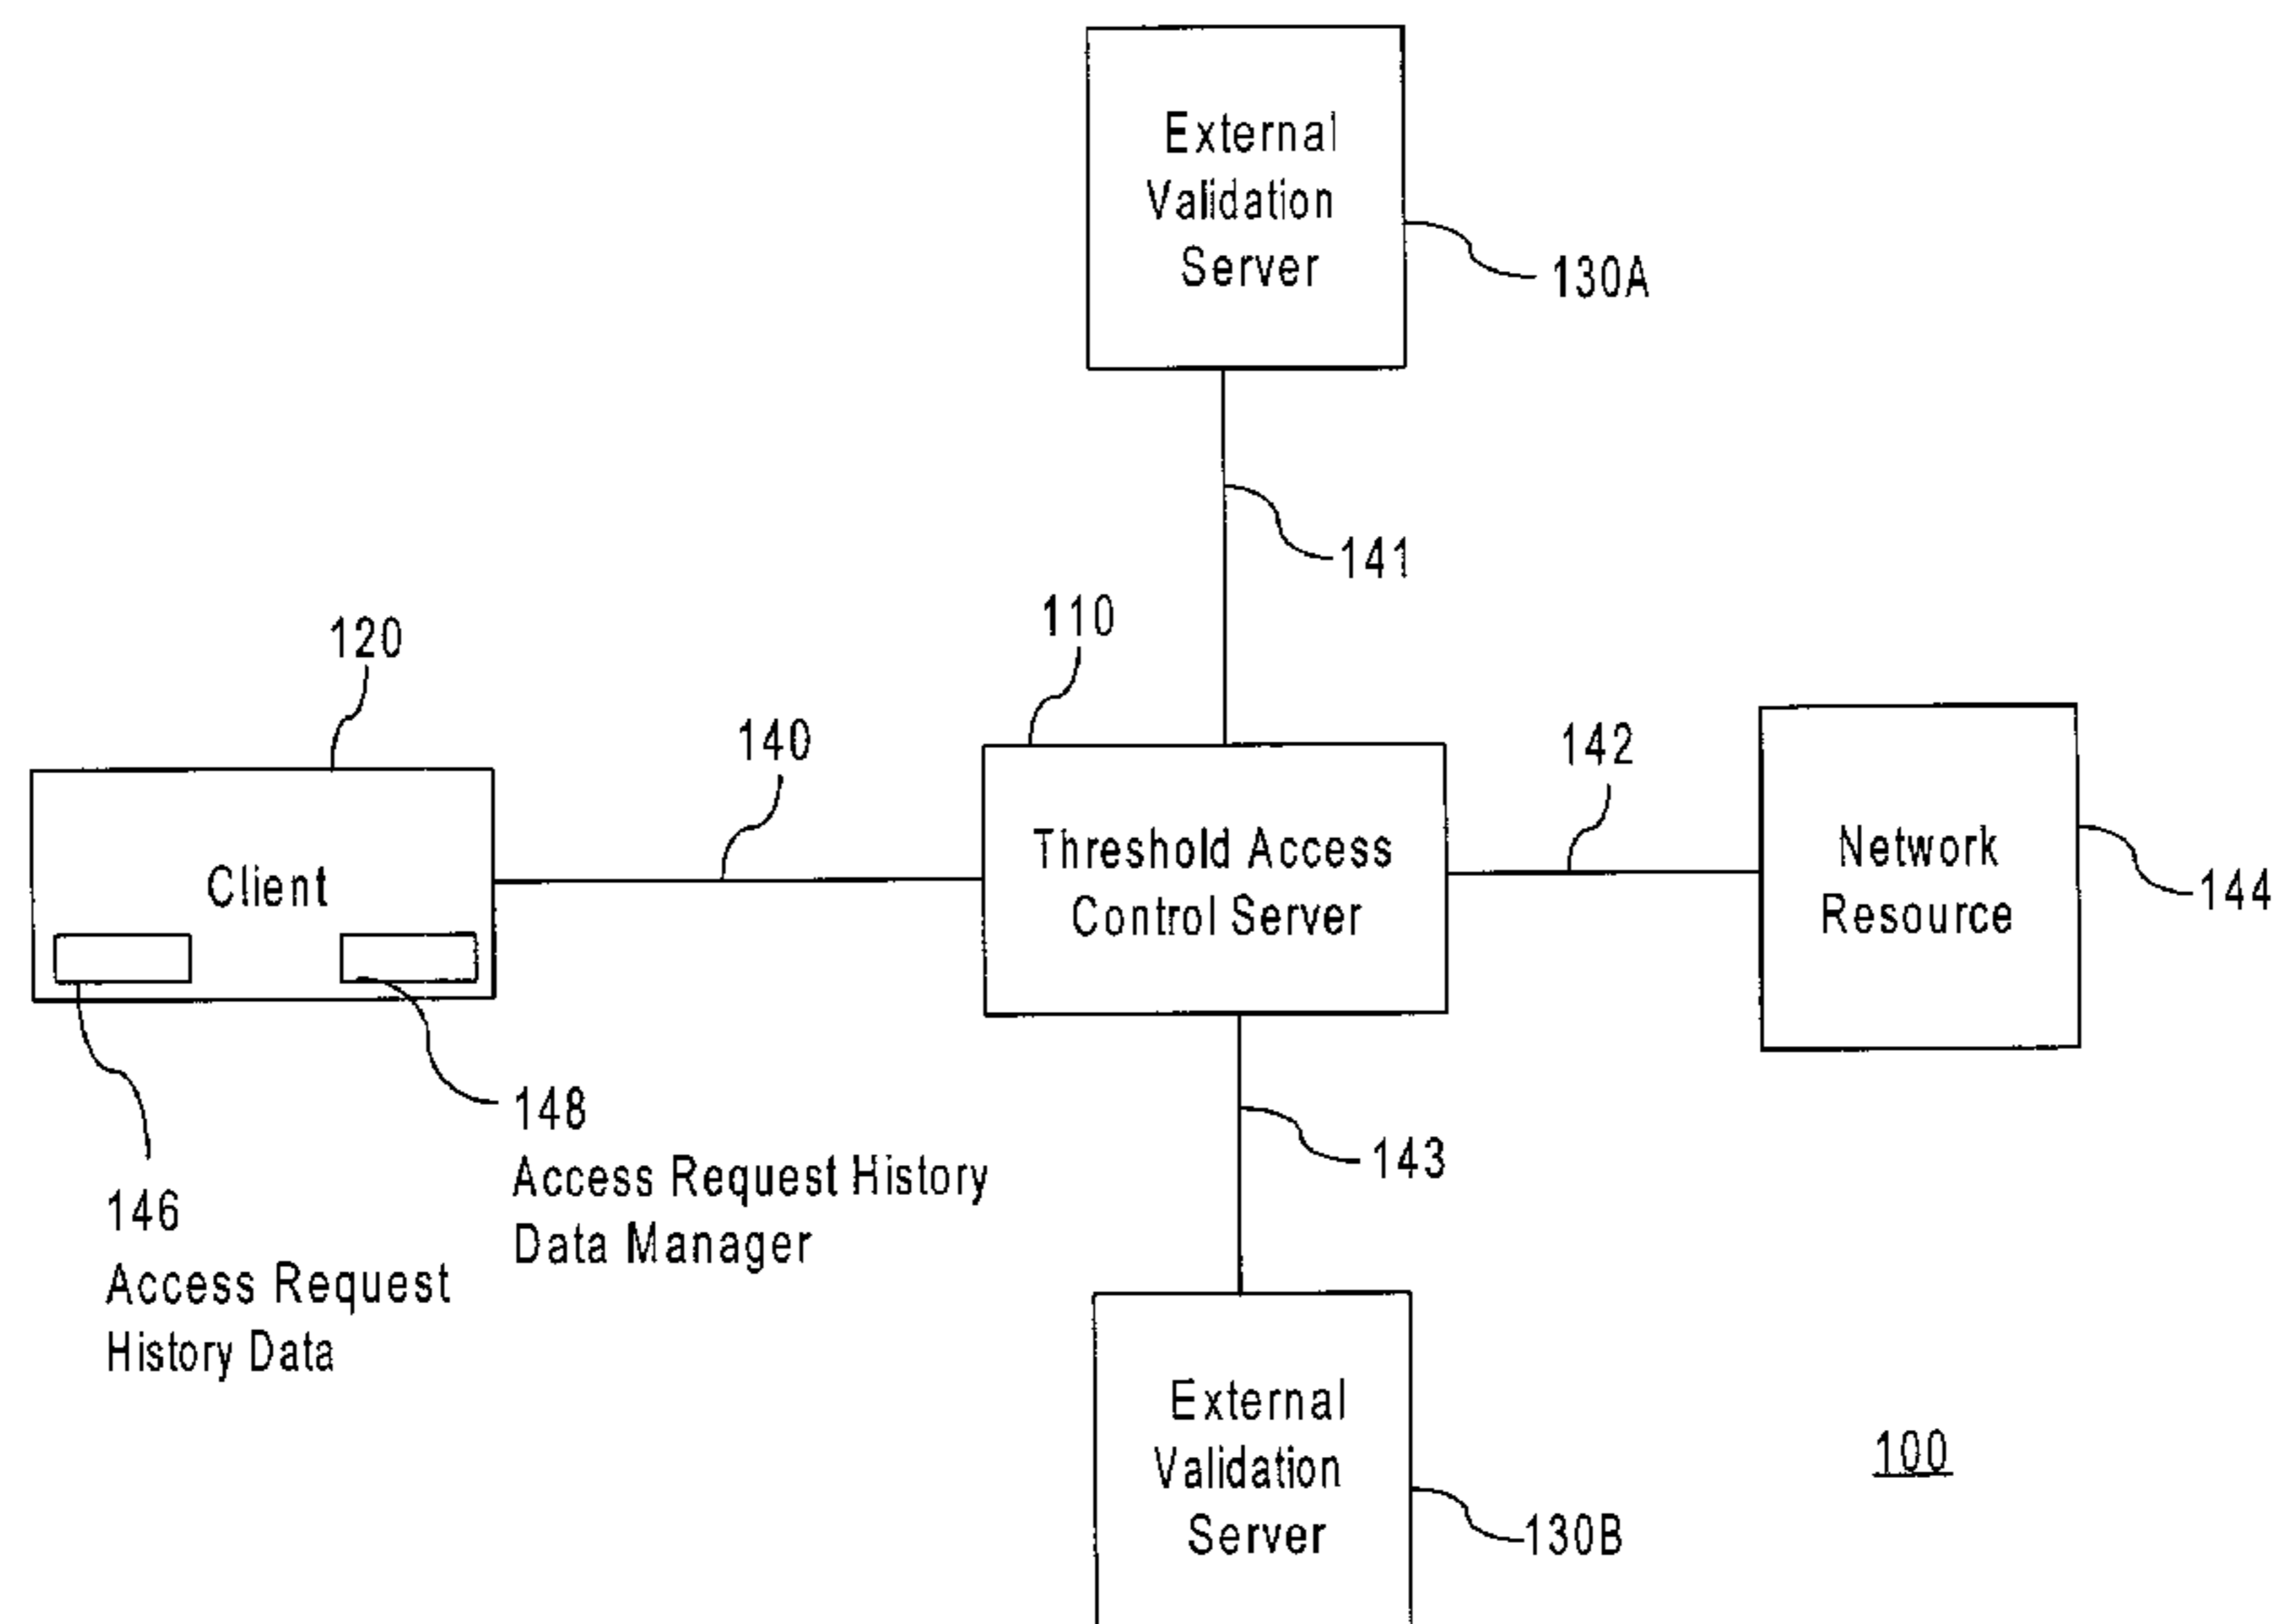 External
Validation
Server
130A
141
110
120
140
142
Threshold Access
Control Server
Network
Resource
144
Client
148
Access Request History
Data Manager
143
146
Access Request
History Data
External
Validation
Server
130B
100